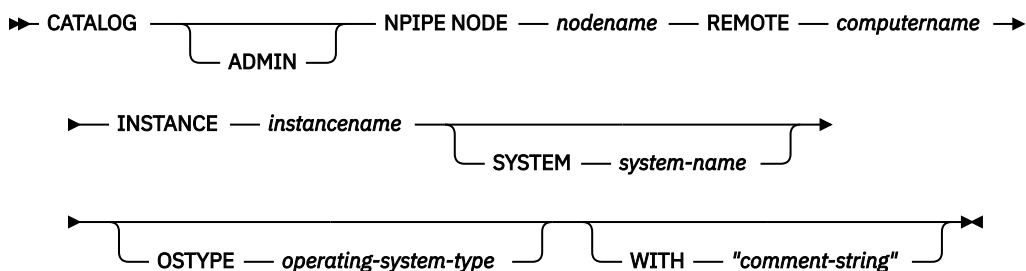 CATALOG NPIPE NODE nodename REMOTE computername
ADMIN
INSTANCE instancename
SYSTEM system-name
OSTYPE operating-system-type WITH "comment-string"